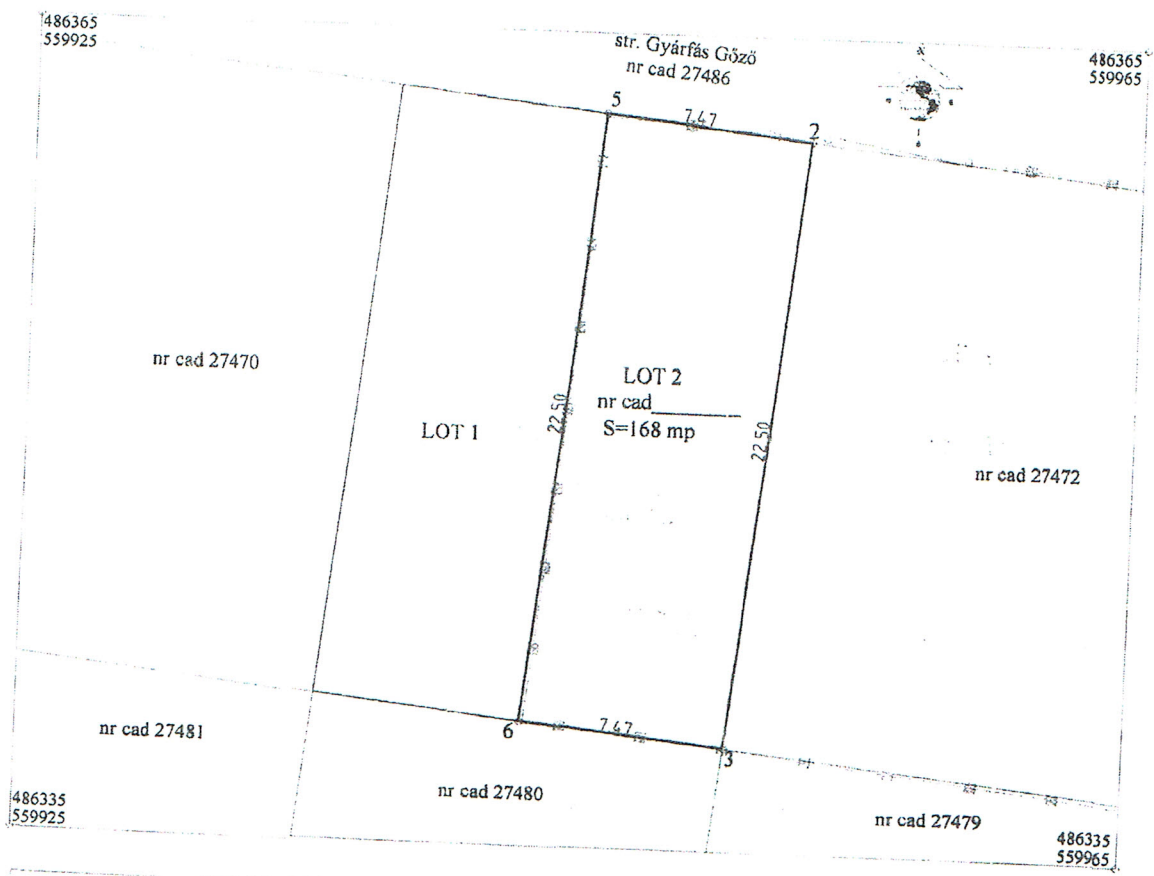 486365
559925
str. Gyárfás Gőző
nr cad 27486
486365
559965
5
7.47
2
nr cad 27470
LOT 1
22.50
LOT 2
nr cad________
S=168 mp
22.50
nr cad 27472
6
7.47
3
nr cad 27481
nr cad 27480
nr cad 27479
486335
559925
486335
559965